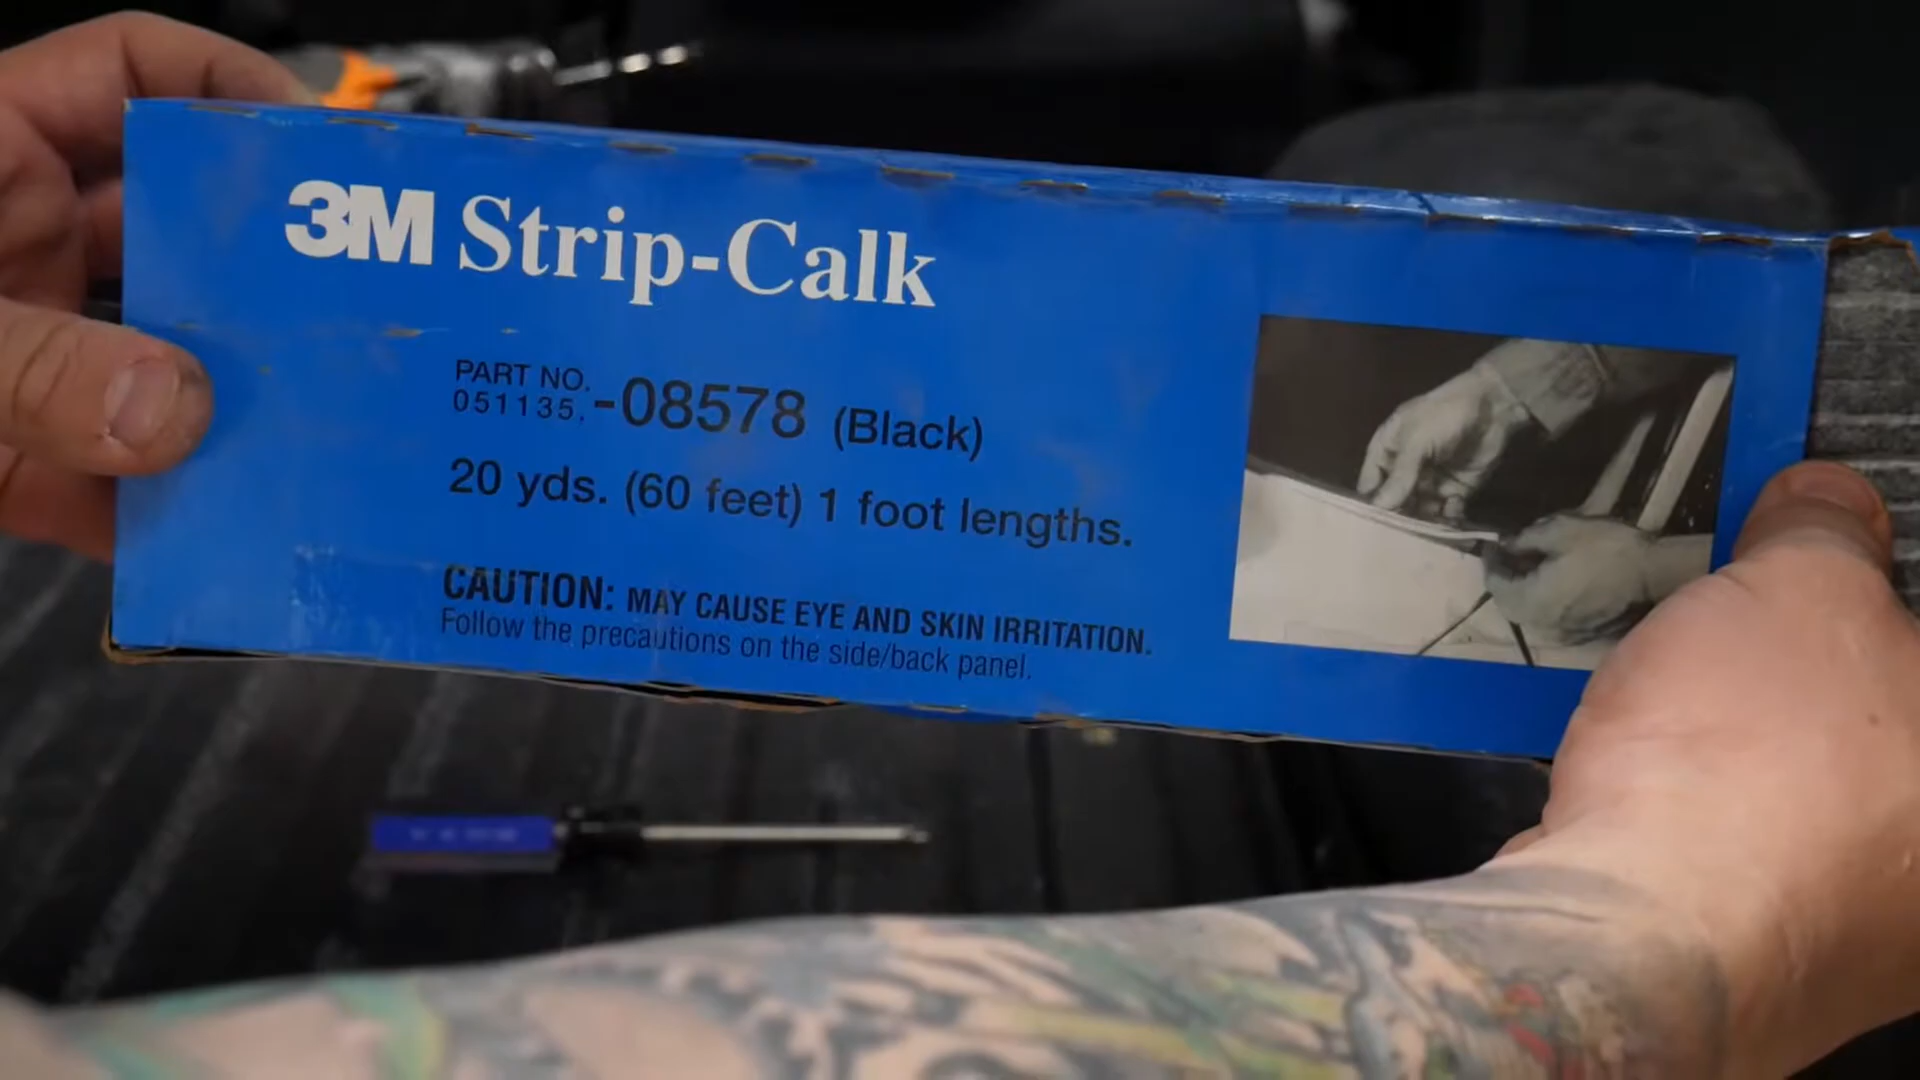 3M Strip-Calk
PART NO.
051135, -08578 (Black)
20 yds. (60 feet) 1 foot lengths.
CAUTION: MAY CAUSE EYE AND SKIN IRRITATION.
Follow the precautions on the side/back panel.